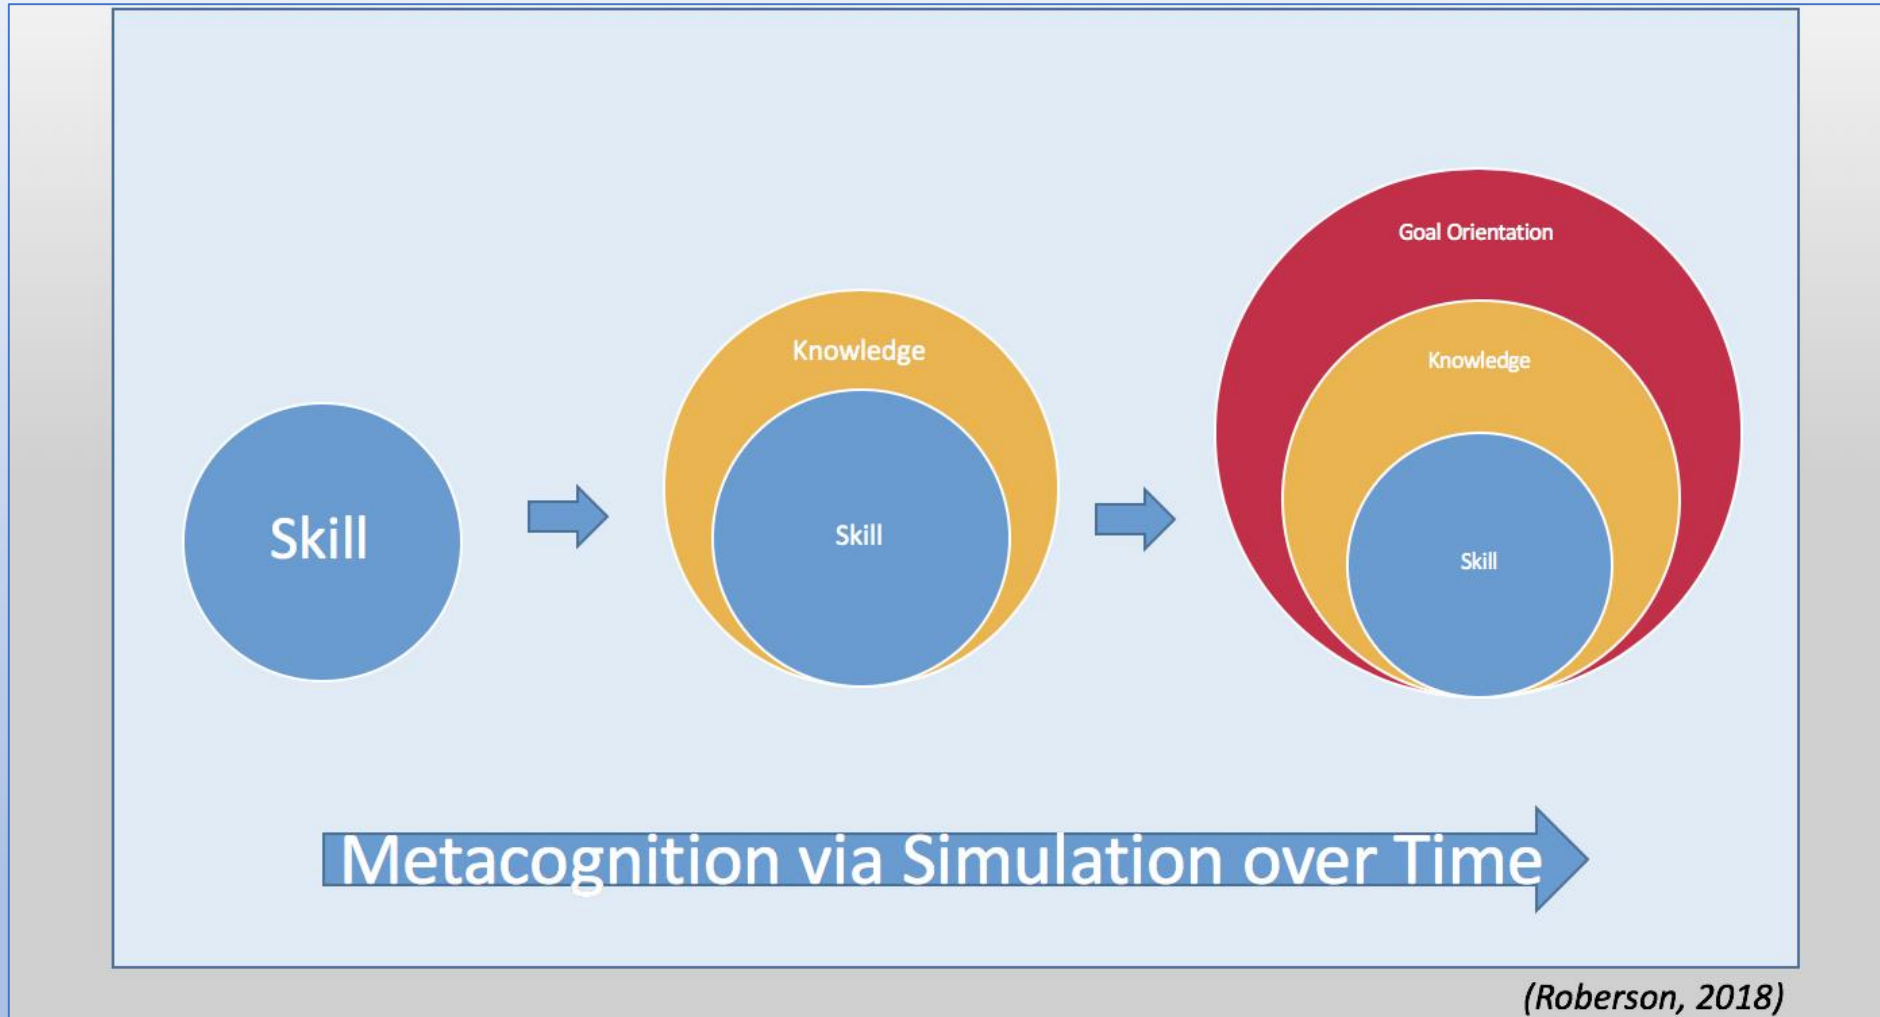 Skill
Knowledge
Skill
Goal Orientation
Knowledge
Skill
Metacognition via Simulation over Time
(Roberson, 2018)